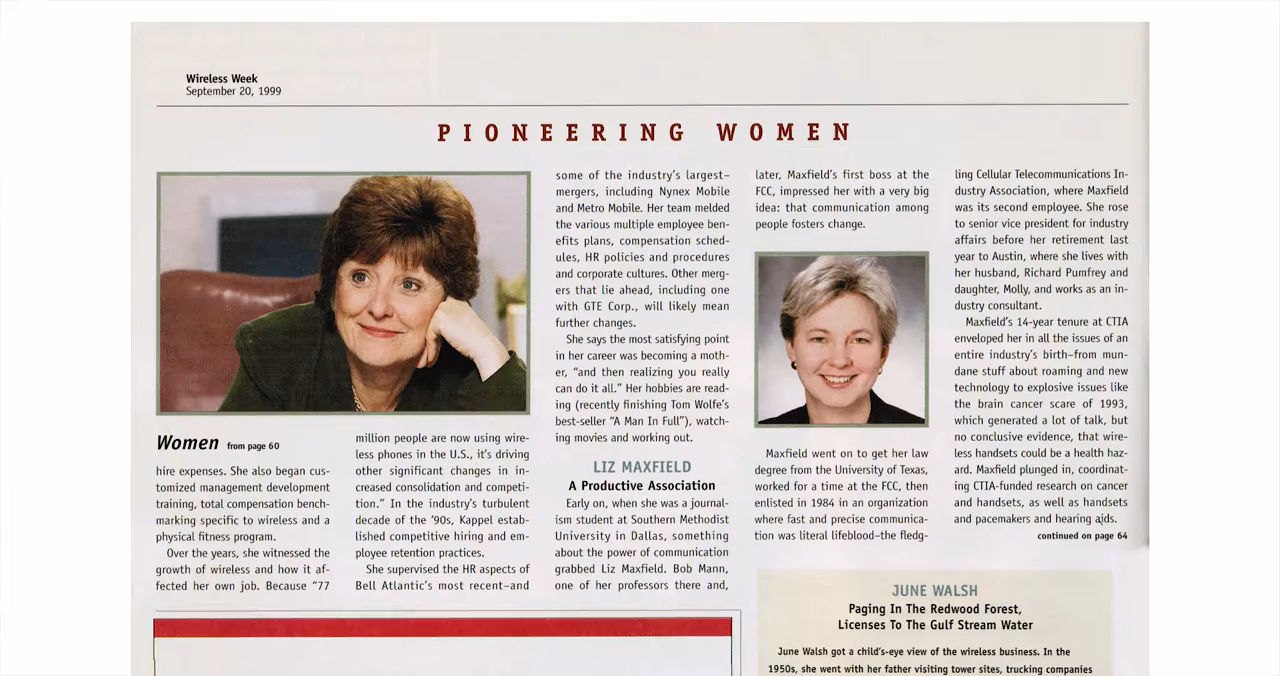 Wireless Week
September 20, 1999
PIONEERING WOMEN
Women from page 60
hire expenses. She also began cus-
tomized management development
training, total compensation bench-
marking specific to wireless and a
physical fitness program.
Over the years, she witnessed the
growth of wireless and how it af-
fected her own job. Because "77
million people are now using wire-
less phones in the U.S., it's driving
other significant changes in in-
creased consolidation and competi-
tion." In the industry's turbulent
decade of the '90s, Kappel estab-
lished competitive hiring and em-
ployee retention practices.
She supervised the HR aspects of
Bell Atlantic's most recent—and
some of the industry's largest—
mergers, including Nynex Mobile
and Metro Mobile. Her team melded
the various multiple employee ben-
efits plans, compensation sched-
ules, HR policies and procedures
and corporate cultures. Other merg-
ers that lie ahead, including one
with GTE Corp., will likely mean
further changes.
She says the most satisfying point
in her career was becoming a moth-
er, "and then realizing you really
can do it all." Her hobbies are read-
ing (recently finishing Tom Wolfe's
best-seller "A Man In Full"), watch-
ing movies and working out.
LIZ MAXFIELD
A Productive Association
Early on, when she was a journal-
ism student at Southern Methodist
University in Dallas, something
about the power of communication
grabbed Liz Maxfield. Bob Mann,
one of her professors there and,
later, Maxfield's first boss at the
FCC, impressed her with a very big
idea: that communication among
people fosters change.
Maxfield went on to get her law
degree from the University of Texas,
worked for a time at the FCC, then
enlisted in 1984 in an organization
where fast and precise communica-
tion was literal lifeblood—the fledg-
ling Cellular Telecommunications In-
dustry Association, where Maxfield
was its second employee. She rose
to senior vice president for industry
affairs before her retirement last
year to Austin, where she lives with
her husband, Richard Pumfrey and
daughter, Molly, and works as an in-
dustry consultant.
Maxfield's 14-year tenure at CTIA
enveloped her in all the issues of an
entire industry's birth—from mun-
dane stuff about roaming and new
technology to explosive issues like
the brain cancer scare of 1993,
which generated a lot of talk, but
no conclusive evidence, that wire-
less handsets could be a health haz-
ard. Maxfield plunged in, coordinat-
ing CTIA-funded research on cancer
and handsets, as well as handsets
and pacemakers and hearing aids.
continued on page 64
JUNE WALSH
Paging In The Redwood Forest,
Licenses To The Gulf Stream Water
June Walsh got a child's-eye view of the wireless business. In the
1950s, she went with her father visiting tower sites, trucking companies